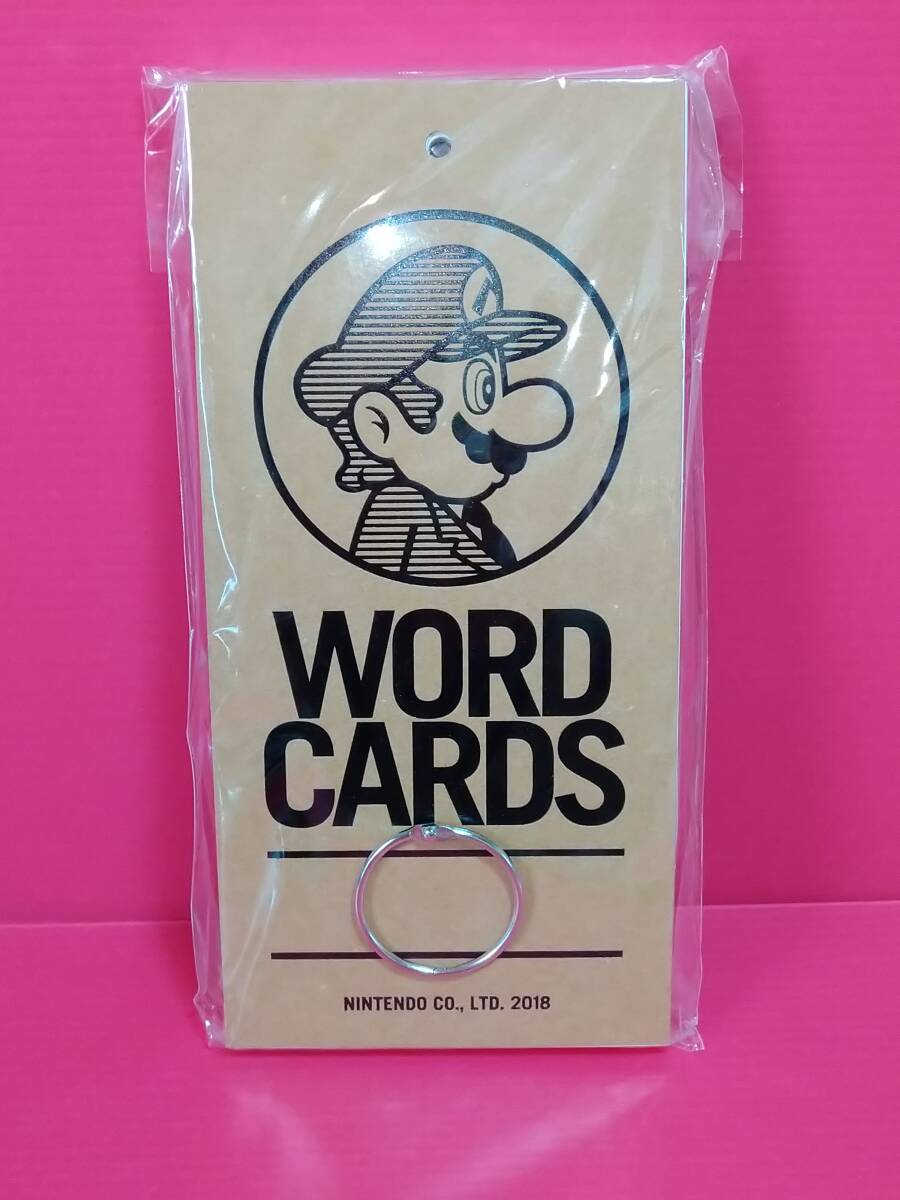 WORD
CARDS
NINTENDO CO., LTD. 2018